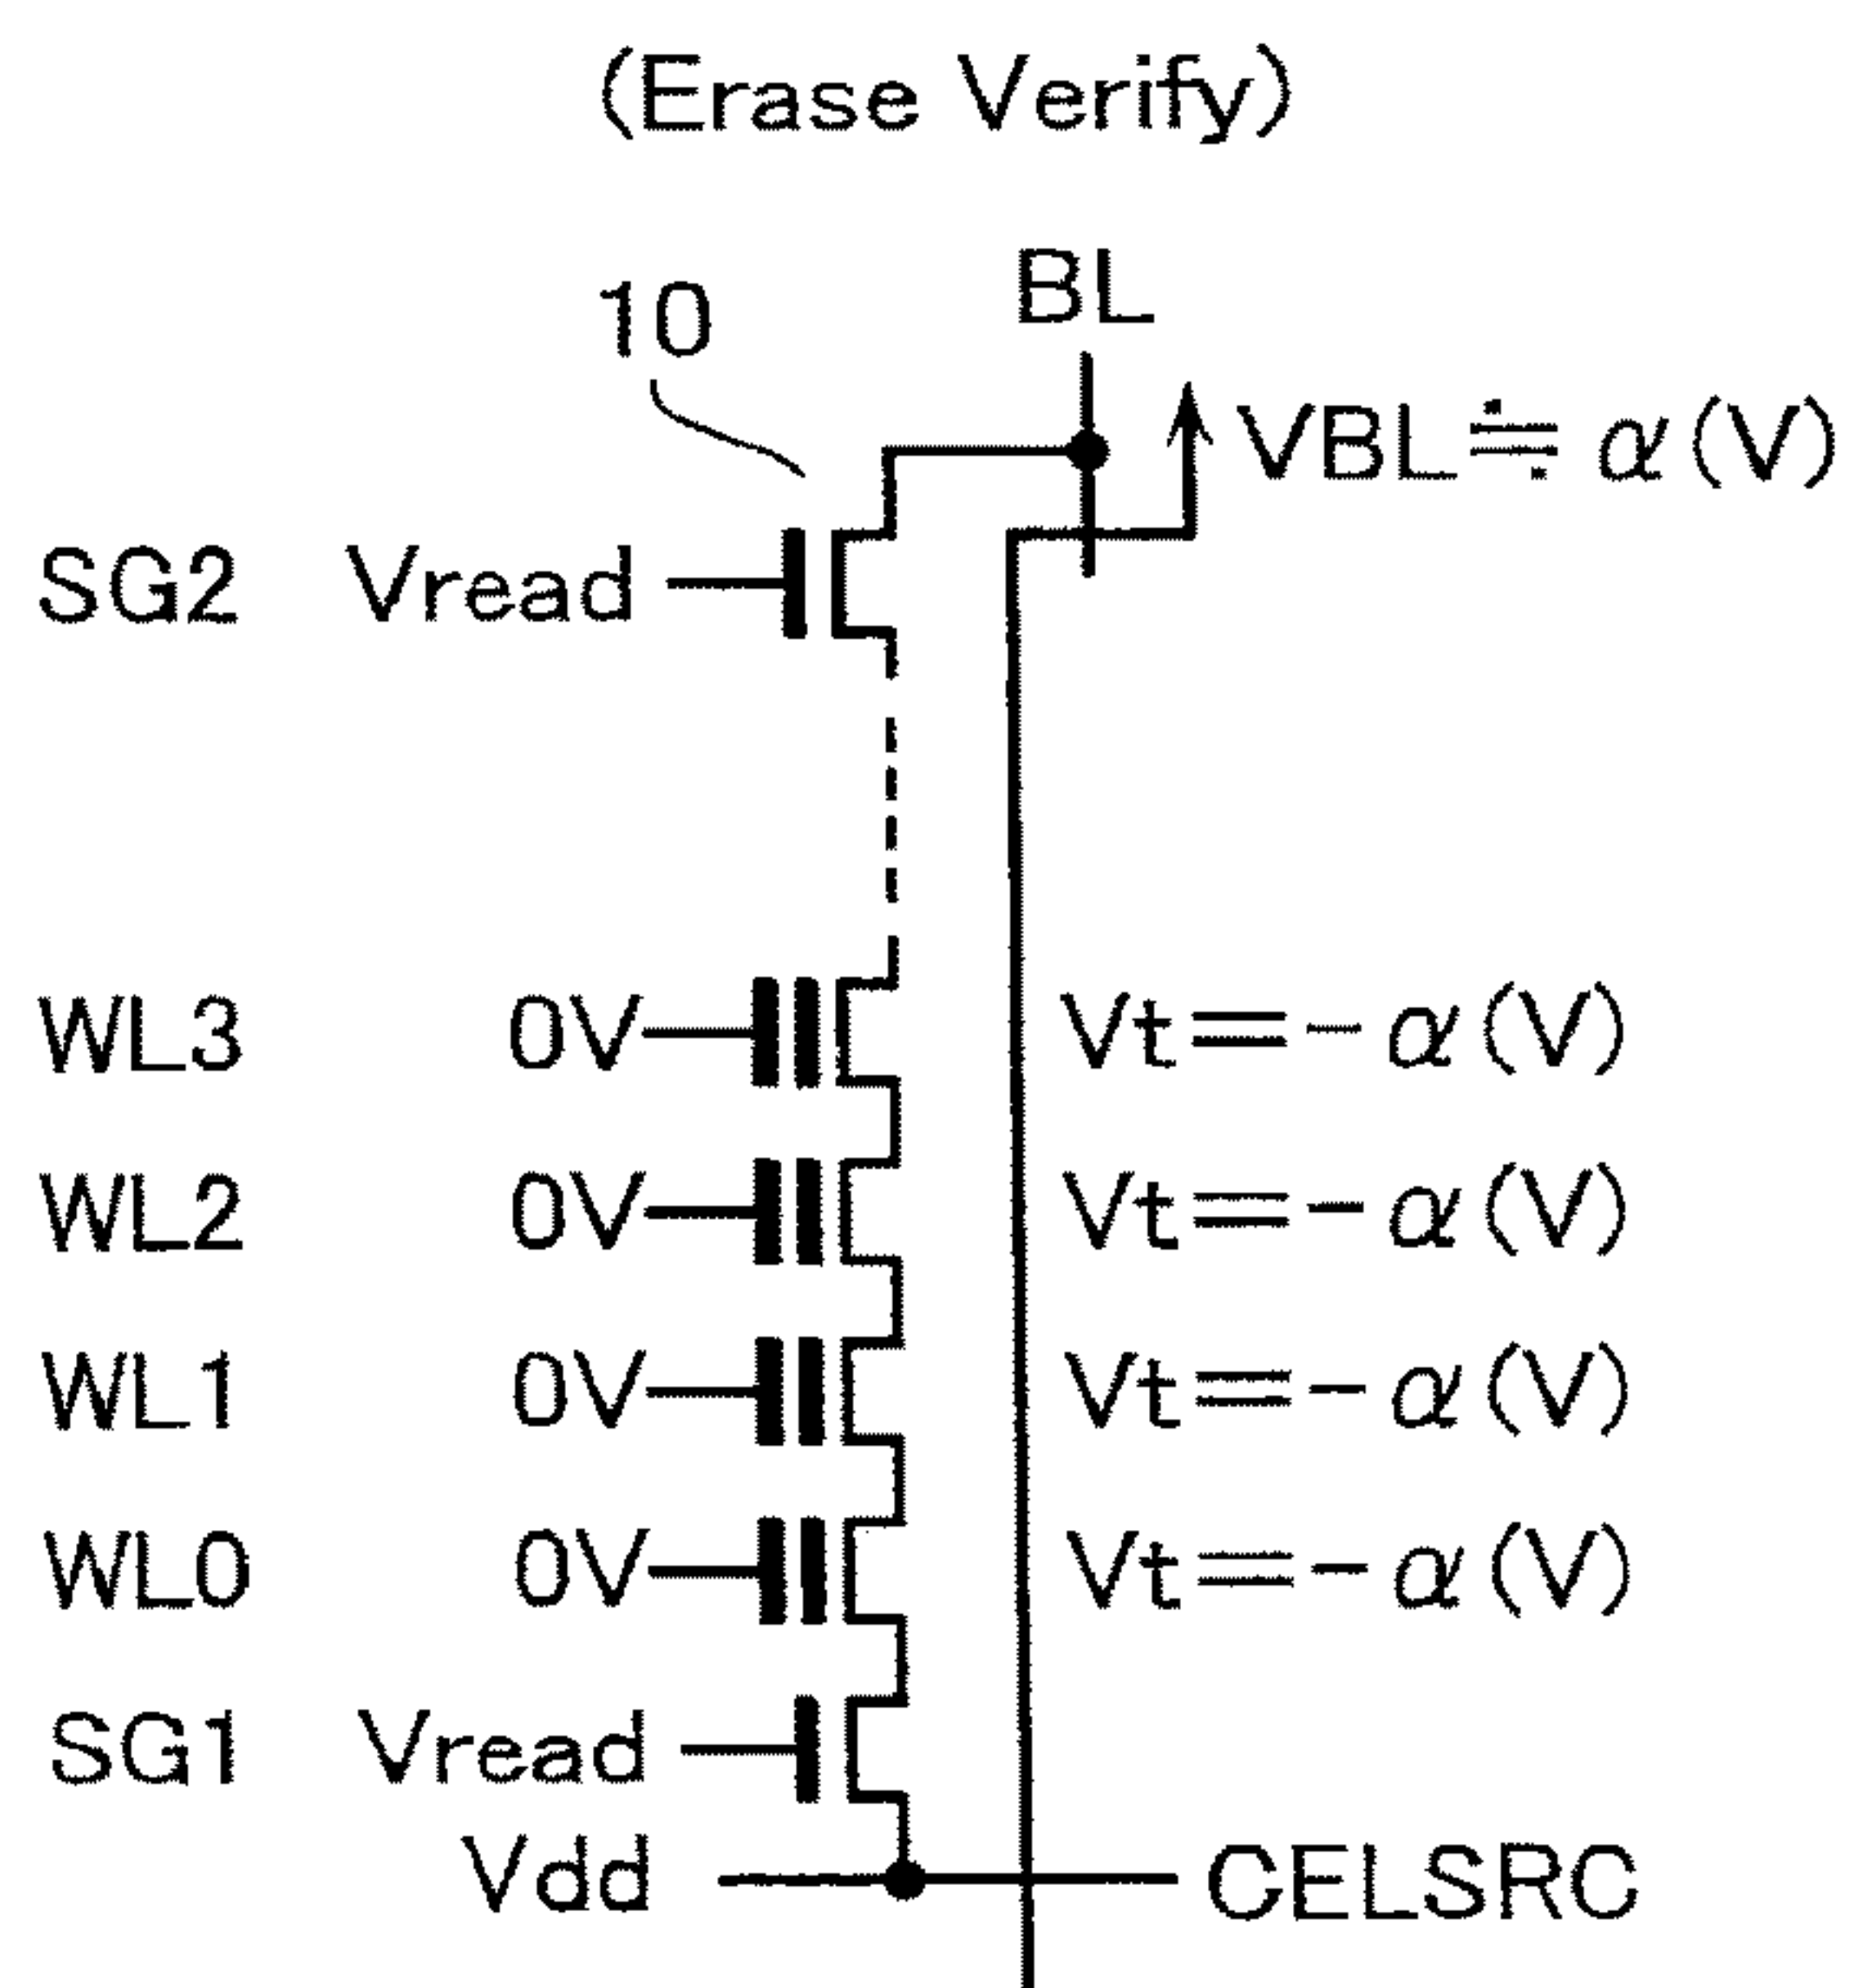 (Erase Verify)
10
BL
VBL≒α(V)
SG2 Vread
WL3 0V Vt=-α(V)
WL2 0V Vt=-α(V)
WL1 0V Vt=-α(V)
WL0 0V Vt=-α(V)
SG1 Vread
Vdd CELSRC